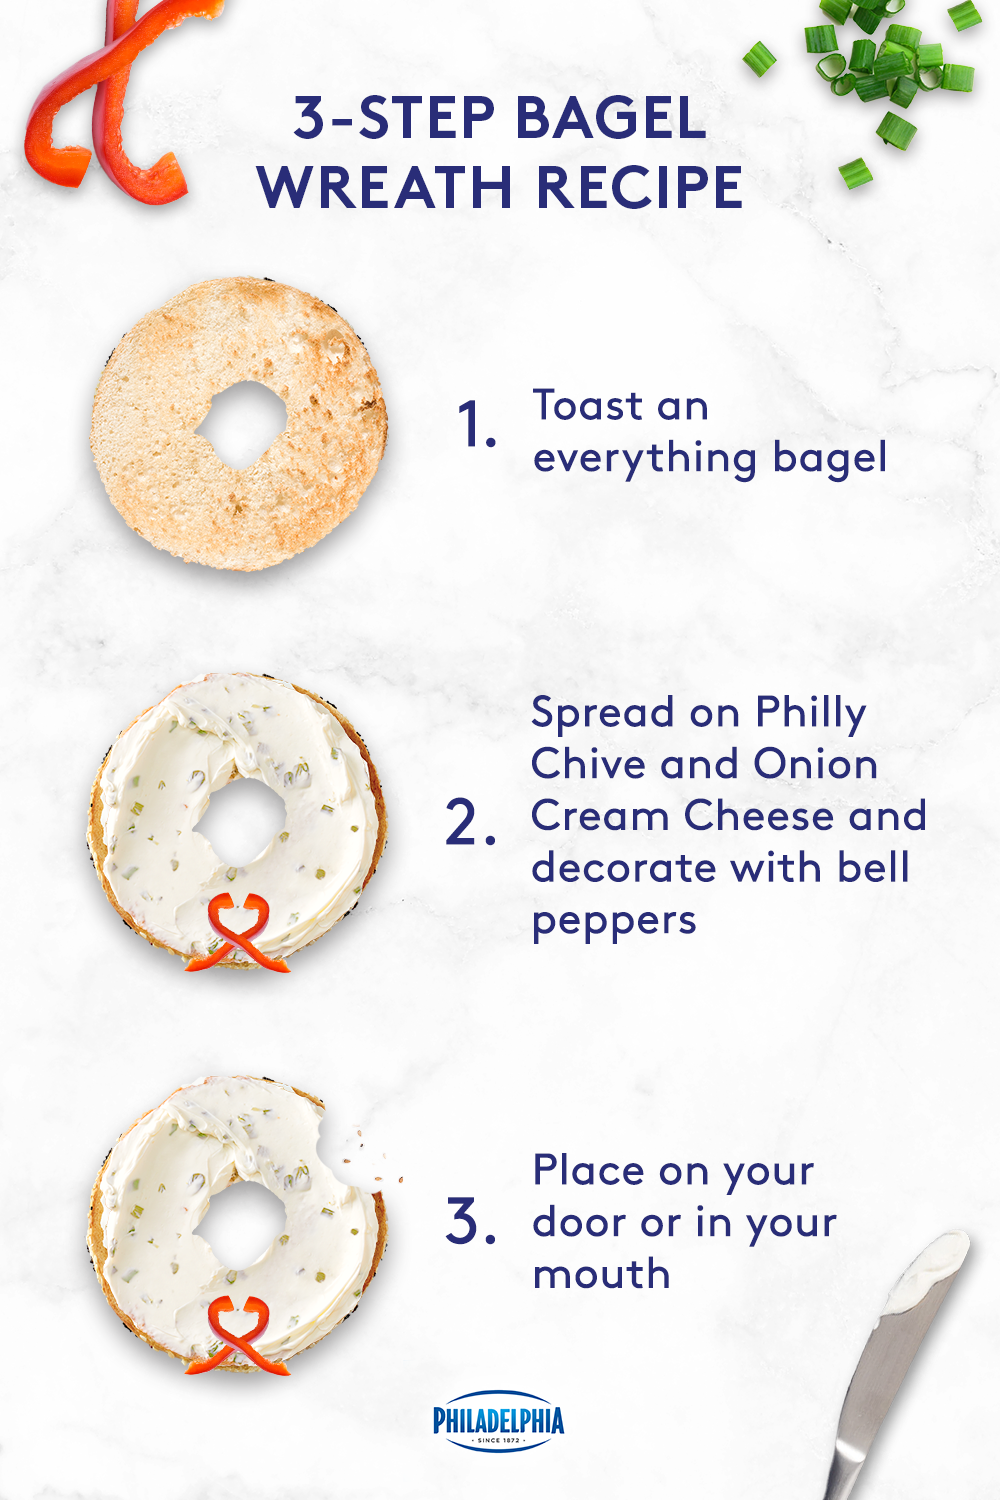 3-STEP BAGEL
WREATH RECIPE
1. Toast an
everything bagel
2. Spread on Philly
Chive and Onion
Cream Cheese and
decorate with bell
peppers
3. Place on your
door or in your
mouth
PHILADELPHIA
· SINCE 1872 ·